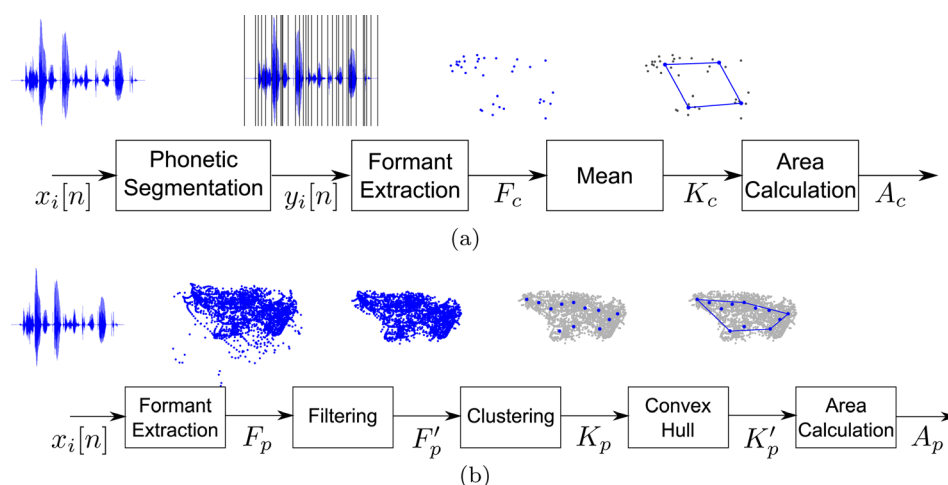 Phonetic Segmentation
Formant Extraction
Mean
Area Calculation
x_i[n]
y_i[n]
F_c
K_c
A_c
(a)
Formant Extraction
Filtering
Clustering
Convex Hull
Area Calculation
x_i[n]
F_p
F'_p
K_p
K'_p
A_p
(b)